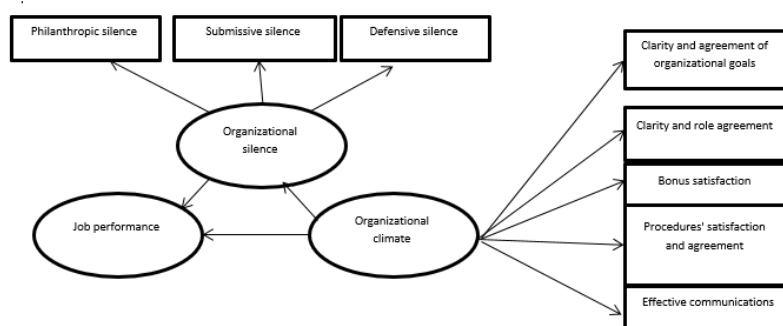 Philanthropic silence
Submissive silence
Defensive silence
Clarity and agreement of
organizational goals
Organizational
silence
Clarity and role agreement
Bonus satisfaction
Job performance
Organizational
climate
Procedures' satisfaction
and agreement
Effective communications